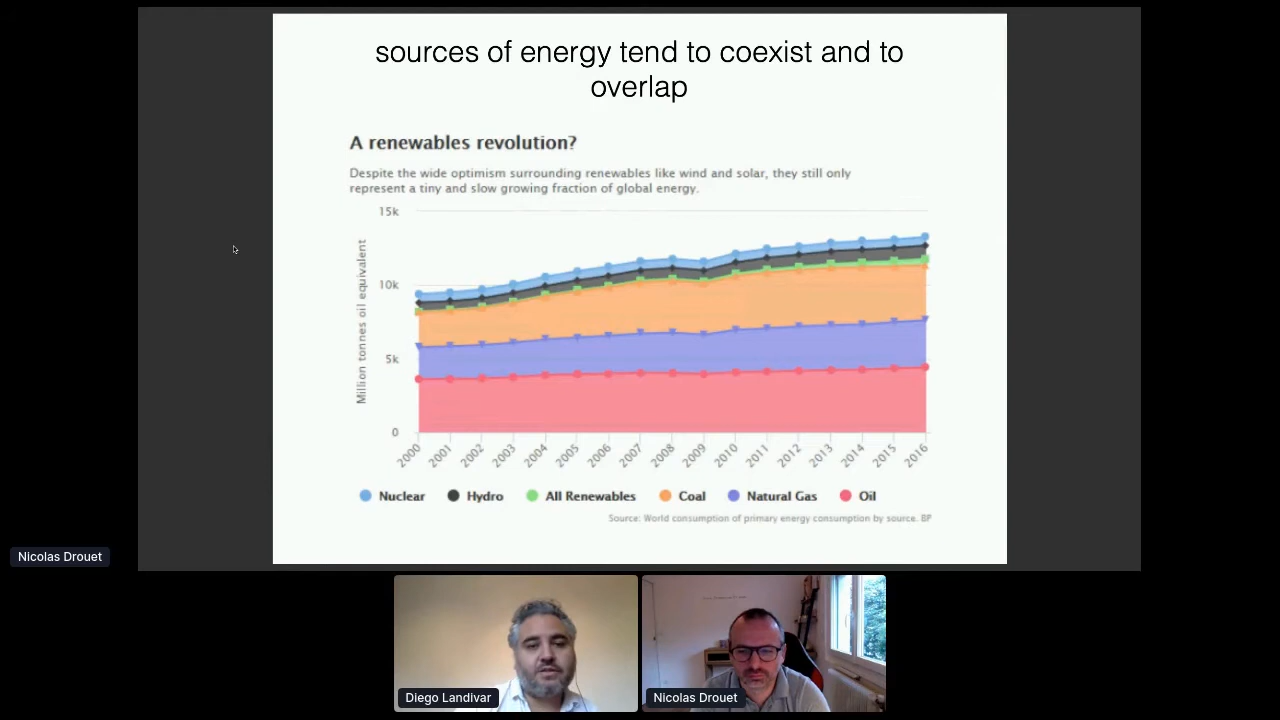 sources of energy tend to coexist and to
overlap
A renewables revolution?
Despite the wide optimism surrounding renewables like wind and solar, they still only
represent a tiny and slow growing fraction of global energy.
Million tonnes oil equivalent
15k
10k
5k
0
2000 2001 2002 2003 2004 2005 2006 2007 2008 2009 2010 2011 2012 2013 2014 2015 2016
Nuclear Hydro All Renewables Coal Natural Gas Oil
Source: World consumption of primary energy consumption by source. BP
Nicolas Drouet
Diego Landivar
Nicolas Drouet